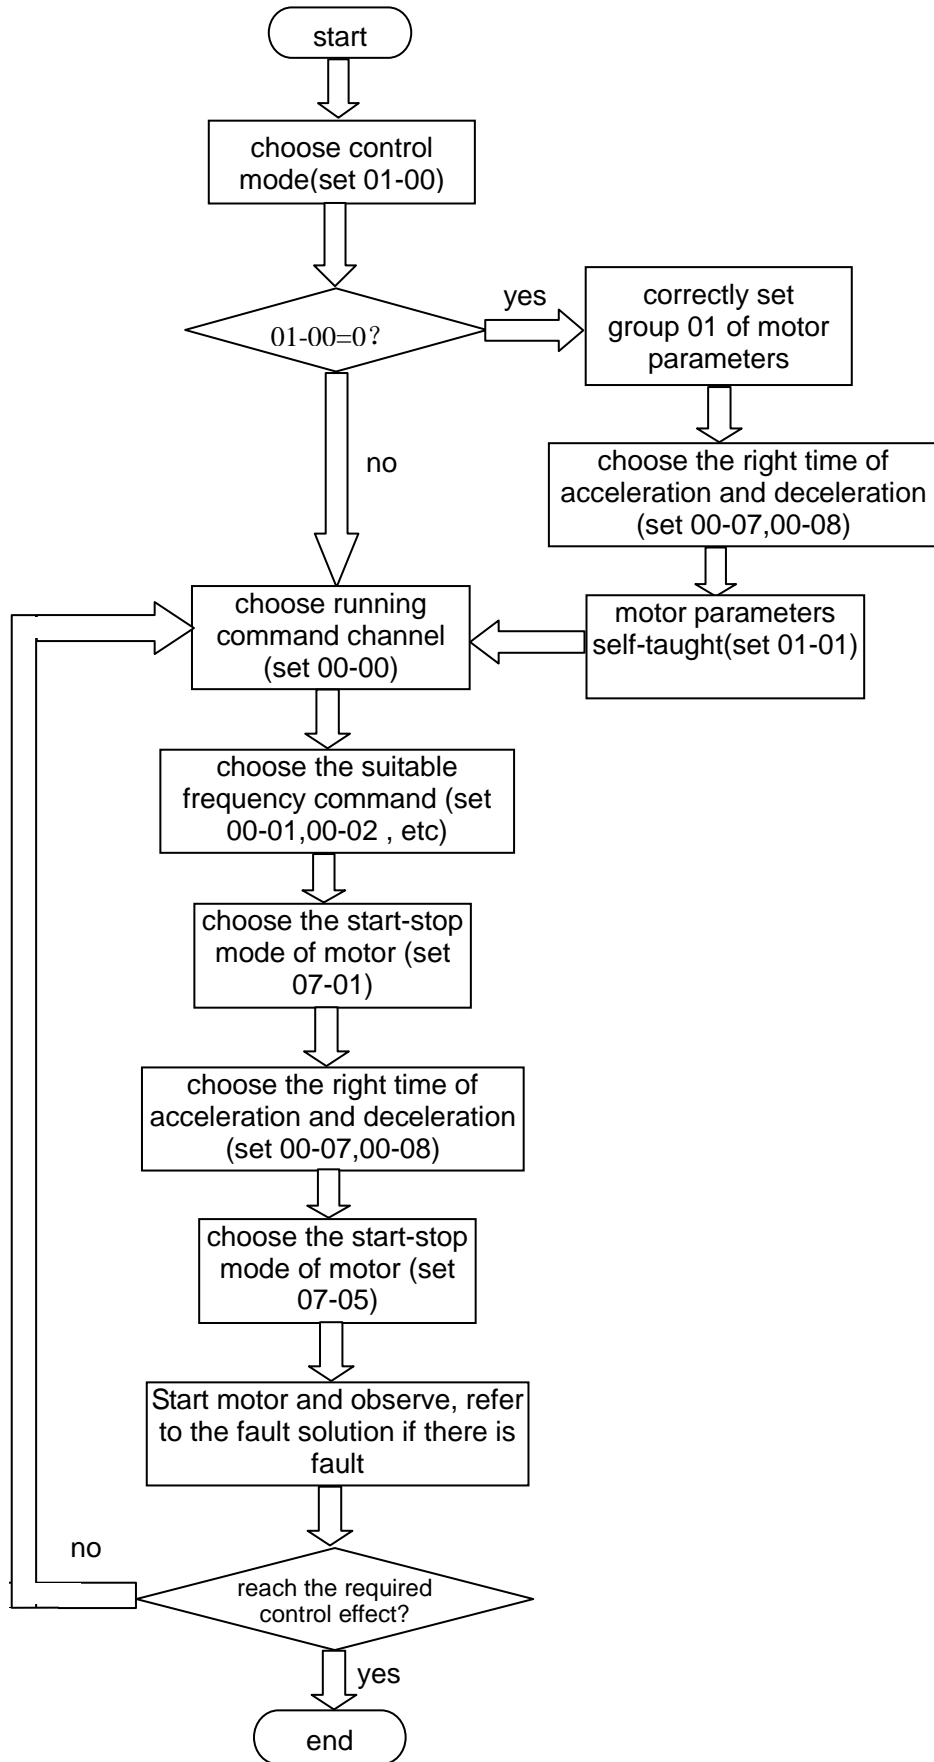 start
choose control
mode(set 01-00)
01-00=0?
yes
correctly set
group 01 of motor
parameters
no
choose the right time of
acceleration and deceleration
(set 00-07,00-08)
choose running
command channel
(set 00-00)
motor parameters
self-taught(set 01-01)
choose the suitable
frequency command (set
00-01,00-02 , etc)
choose the start-stop
mode of motor (set
07-01)
choose the right time of
acceleration and deceleration
(set 00-07,00-08)
choose the start-stop
mode of motor (set
07-05)
Start motor and observe, refer
to the fault solution if there is
fault
no
reach the required
control effect?
yes
end